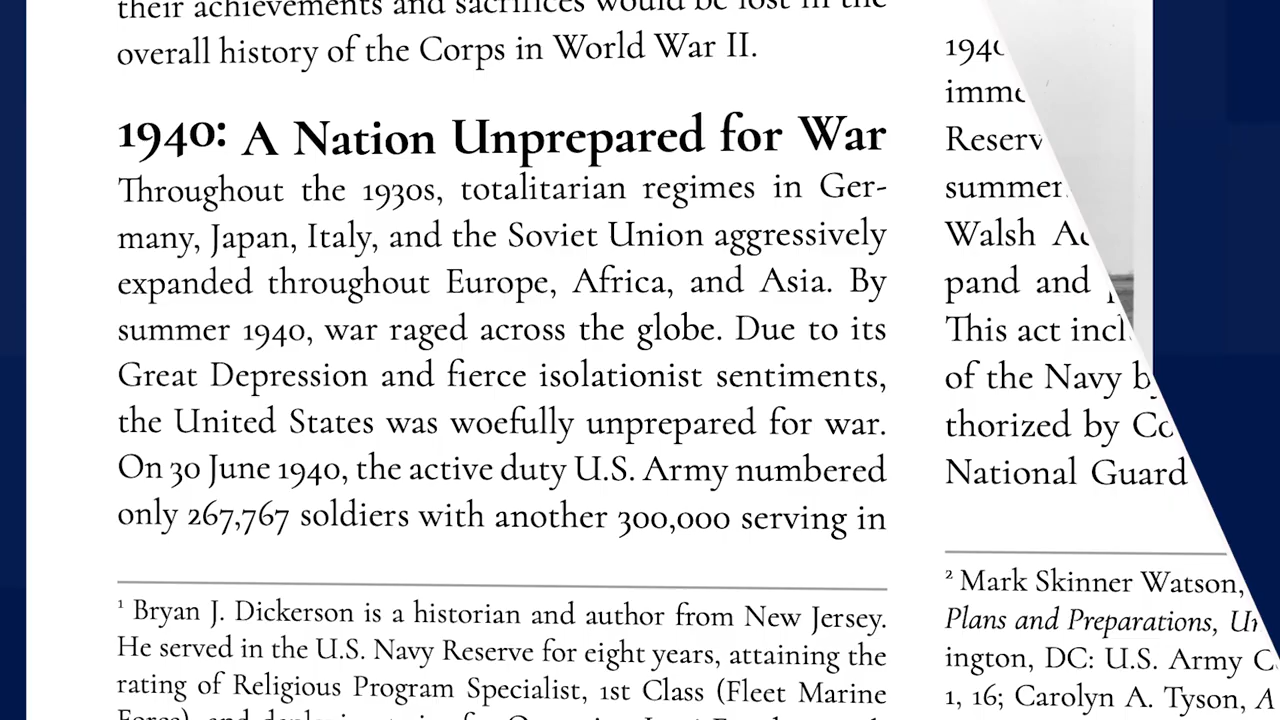 their achievements and sacrifices would be lost in the
overall history of the Corps in World War II.
1940: A Nation Unprepared for War
Throughout the 1930s, totalitarian regimes in Ger-
many, Japan, Italy, and the Soviet Union aggressively
expanded throughout Europe, Africa, and Asia. By
summer 1940, war raged across the globe. Due to its
Great Depression and fierce isolationist sentiments,
the United States was woefully unprepared for war.
On 30 June 1940, the active duty U.S. Army numbered
only 267,767 soldiers with another 300,000 serving in
¹ Bryan J. Dickerson is a historian and author from New Jersey.
He served in the U.S. Navy Reserve for eight years, attaining the
rating of Religious Program Specialist, 1st Class (Fleet Marine
1940
Reserv
summer
Walsh
pand and
This act
of the Navy
thorized by
National Guard
² Mark Skinner Watson,
Plans and Preparations,
ington, DC: U.S. Army
1, 16; Carolyn A. Tyson,